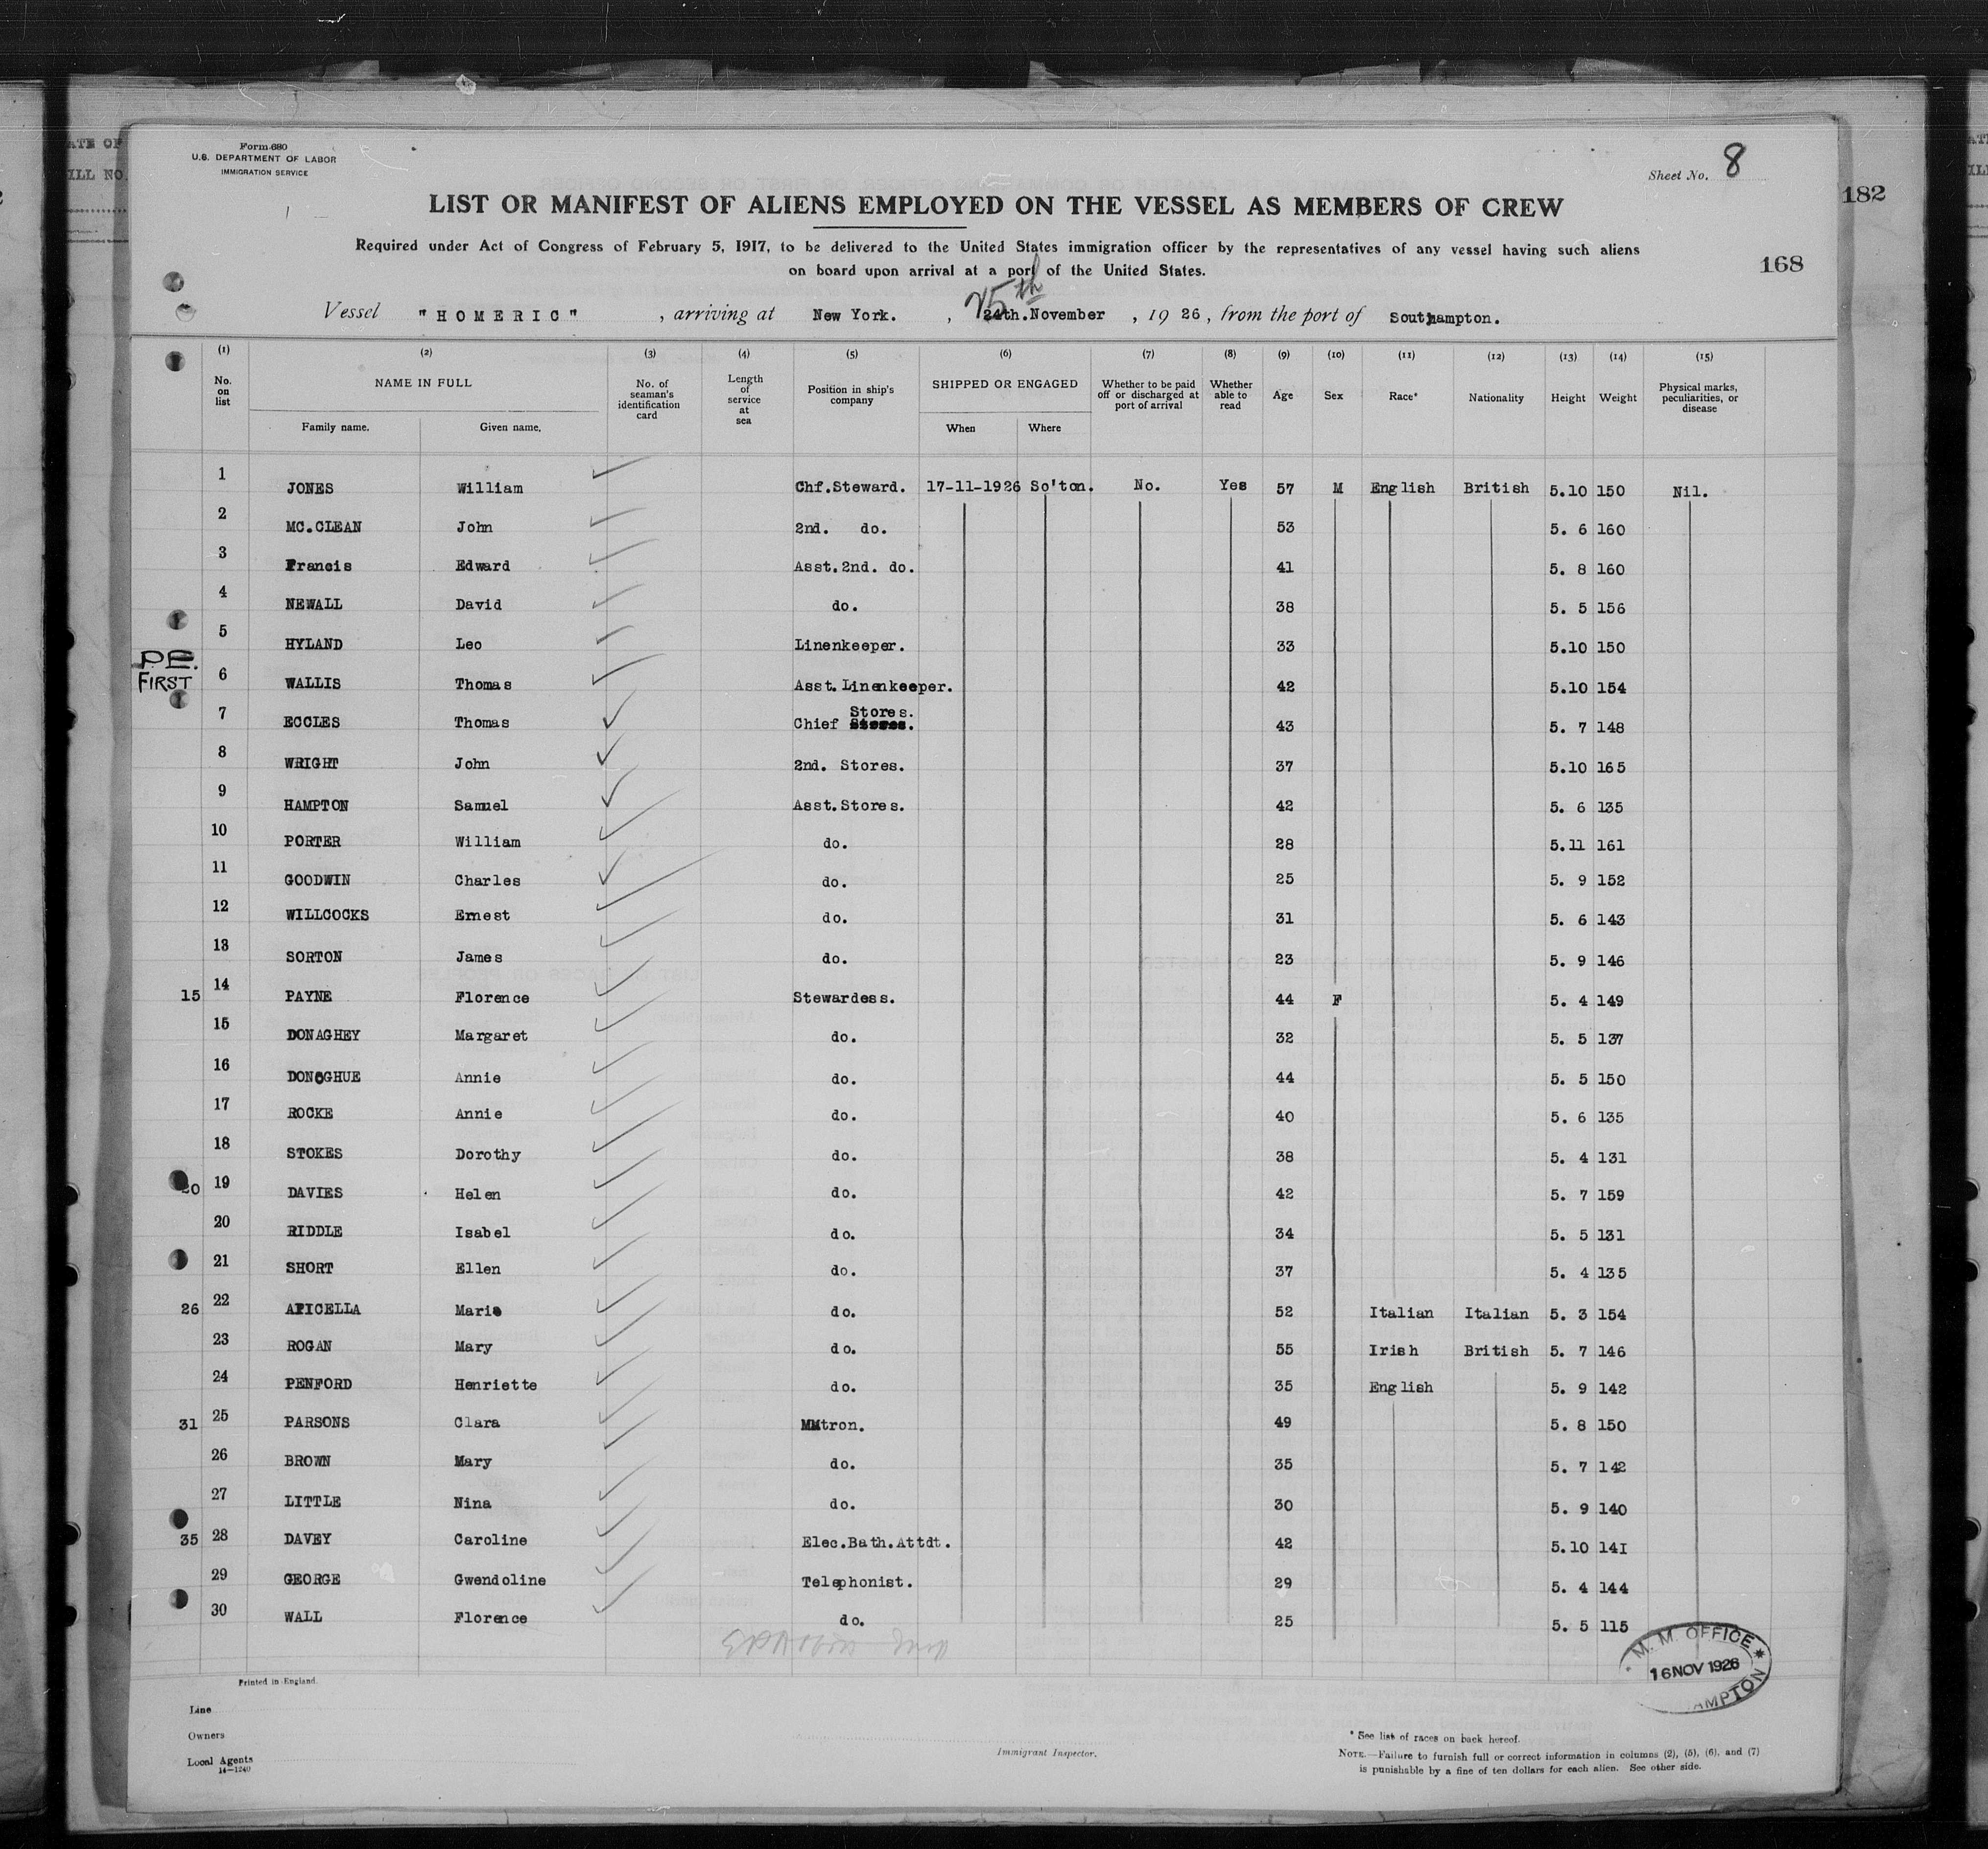 Form 680
U.S. DEPARTMENT OF LABOR
IMMIGRATION SERVICE
Sheet No. 8
182
LIST OR MANIFEST OF ALIENS EMPLOYED ON THE VESSEL AS MEMBERS OF CREW
Required under Act of Congress of February 5, 1917, to be delivered to the United States immigration officer by the representatives of any vessel having such aliens
on board upon arrival at a port of the United States.
168
25th
Vessel "HOMERIC" , arriving at New York. , 24th.November , 19 26, from the port of Southampton.
(1) (2) (3) (4) (5) (6) (7) (8) (9) (10) (11) (12) (13) (14) (15)
No. on list NAME IN FULL No. of seaman's identification card Length of service at sea Position in ship's company SHIPPED OR ENGAGED Whether to be paid off or discharged at port of arrival Whether able to read Age Sex Race* Nationality Height Weight Physical marks, peculiarities, or disease
Family name. Given name. When Where
1 JONES William Chf.Steward. 17-11-1926 So'ton. No. Yes 57 M English British 5.10 150 Nil.
2 MC.CLEAN John 2nd. do. 53 5. 6 160
3 Francis Edward Asst.2nd. do. 41 5. 8 160
4 NEWALL David do. 38 5. 5 156
5 HYLAND Leo Linenkeeper. 33 5.10 150
P.E.
FIRST
6 WALLIS Thomas Asst.Linenkeeper. 42 5.10 154
Stores.
7 ECCLES Thomas Chief Stores. 43 5. 7 148
8 WRIGHT John 2nd. Stores. 37 5.10 165
9 HAMPTON Samuel Asst.Stores. 42 5. 6 135
10 PORTER William do. 28 5.11 161
11 GOODWIN Charles do. 25 5. 9 152
12 WILLCOCKS Ernest do. 31 5. 6 143
13 SORTON James do. 23 5. 9 146
15 14 PAYNE Florence Stewardess. 44 F 5. 4 149
15 DONAGHEY Margaret do. 32 5. 5 137
16 DONOGHUE Annie do. 44 5. 5 150
17 ROCKE Annie do. 40 5. 6 135
18 STOKES Dorothy do. 38 5. 4 131
19 DAVIES Helen do. 42 5. 7 159
20 RIDDLE Isabel do. 34 5. 5 131
21 SHORT Ellen do. 37 5. 4 135
26 22 APICELLA Marie do. 52 Italian Italian 5. 3 154
23 ROGAN Mary do. 55 Irish British 5. 7 146
24 PENFORD Henriette do. 35 English 5. 9 142
31 25 PARSONS Clara Matron. 49 5. 8 150
26 BROWN Mary do. 35 5. 7 142
27 LITTLE Nina do. 30 5. 9 140
35 28 DAVEY Caroline Elec.Bath.Attdt. 42 5.10 141
29 GEORGE Gwendoline Telephonist. 29 5. 4 144
30 WALL Florence do. 25 5. 5 115
M. M. OFFICE
16 NOV 1926
AMPTON
Printed in England.
Line
Owners
Local Agents
14—1240
Immigrant Inspector.
* See list of races on back hereof.
NOTE.—Failure to furnish full or correct information in columns (2), (5), (6), and (7)
is punishable by a fine of ten dollars for each alien. See other side.